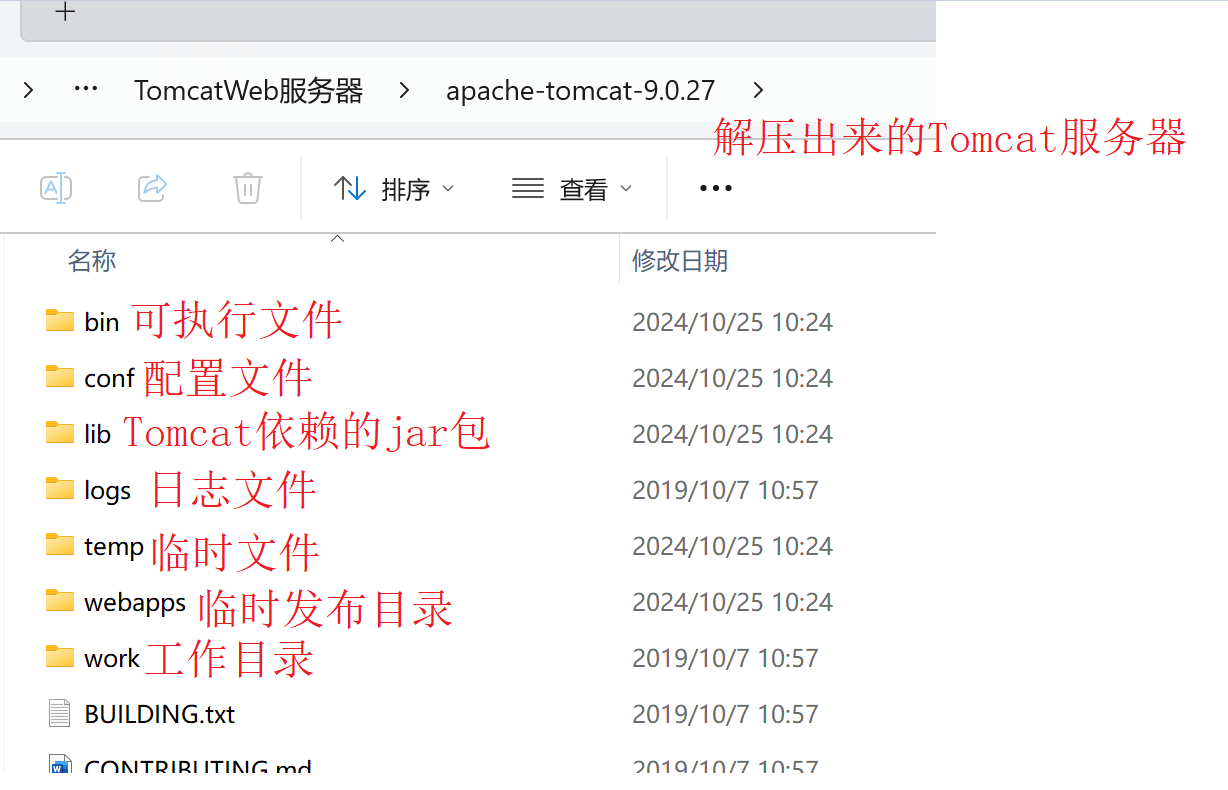 TomcatWeb服务器 apache-tomcat-9.0.27
解压出来的Tomcat服务器
排序 查看
名称 修改日期
bin 可执行文件 2024/10/25 10:24
conf 配置文件 2024/10/25 10:24
lib Tomcat依赖的jar包 2024/10/25 10:24
logs 日志文件 2019/10/7 10:57
temp 临时文件 2024/10/25 10:24
webapps 临时发布目录 2024/10/25 10:24
work 工作目录 2019/10/7 10:57
BUILDING.txt 2019/10/7 10:57
CONTRIBUTING.md 2019/10/7 10:57